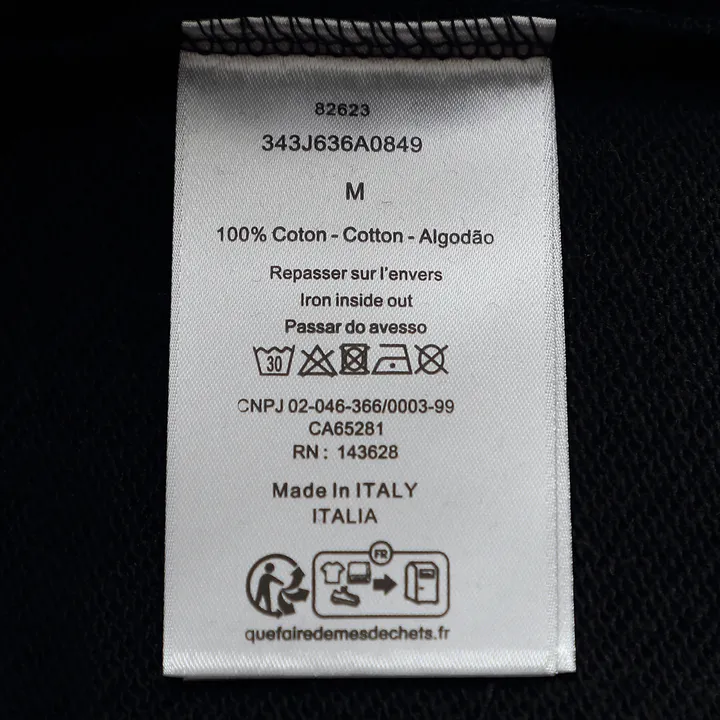 82623
343J636A0849
M
100% Coton - Cotton - Algodão
Repasser sur l'envers
Iron inside out
Passar do avesso
30
CNPJ 02-046-366/0003-99
CA65281
RN : 143628
Made In ITALY
ITALIA
FR
quefairedemesdechets.fr